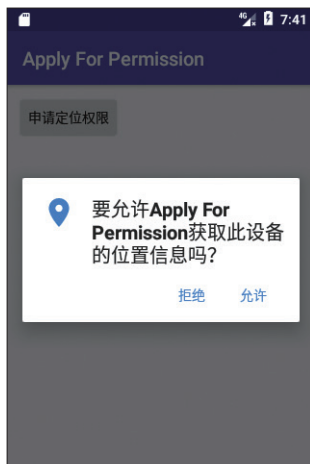 4G 7:41
Apply For Permission
申请定位权限
要允许Apply For
Permission获取此设备
的位置信息吗?
拒绝 允许